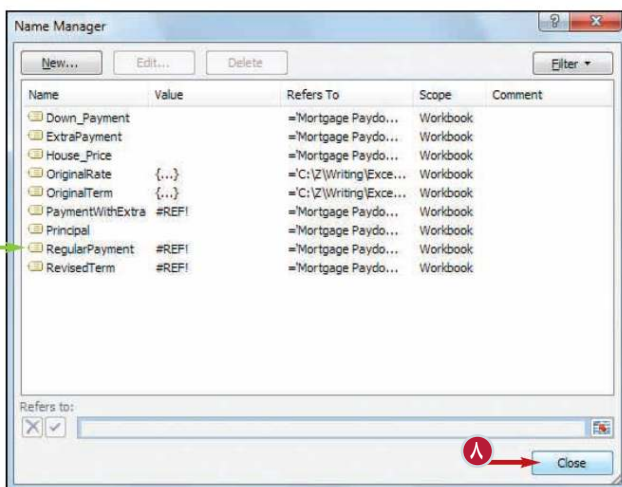 Name Manager
New... Edit... Delete Filter
Name Value Refers To Scope Comment
Down_Payment ='Mortgage Paydo... Workbook
ExtraPayment ='Mortgage Paydo... Workbook
House_Price ='Mortgage Paydo... Workbook
OriginalRate {...} ='C:\Z\Writing\Exce... Workbook
OriginalTerm {...} ='C:\Z\Writing\Exce... Workbook
PaymentWithExtra #REF! ='Mortgage Paydo... Workbook
Principal ='Mortgage Paydo... Workbook
RegularPayment #REF! ='Mortgage Paydo... Workbook
RevisedTerm #REF! ='Mortgage Paydo... Workbook
Refers to:
٨
Close